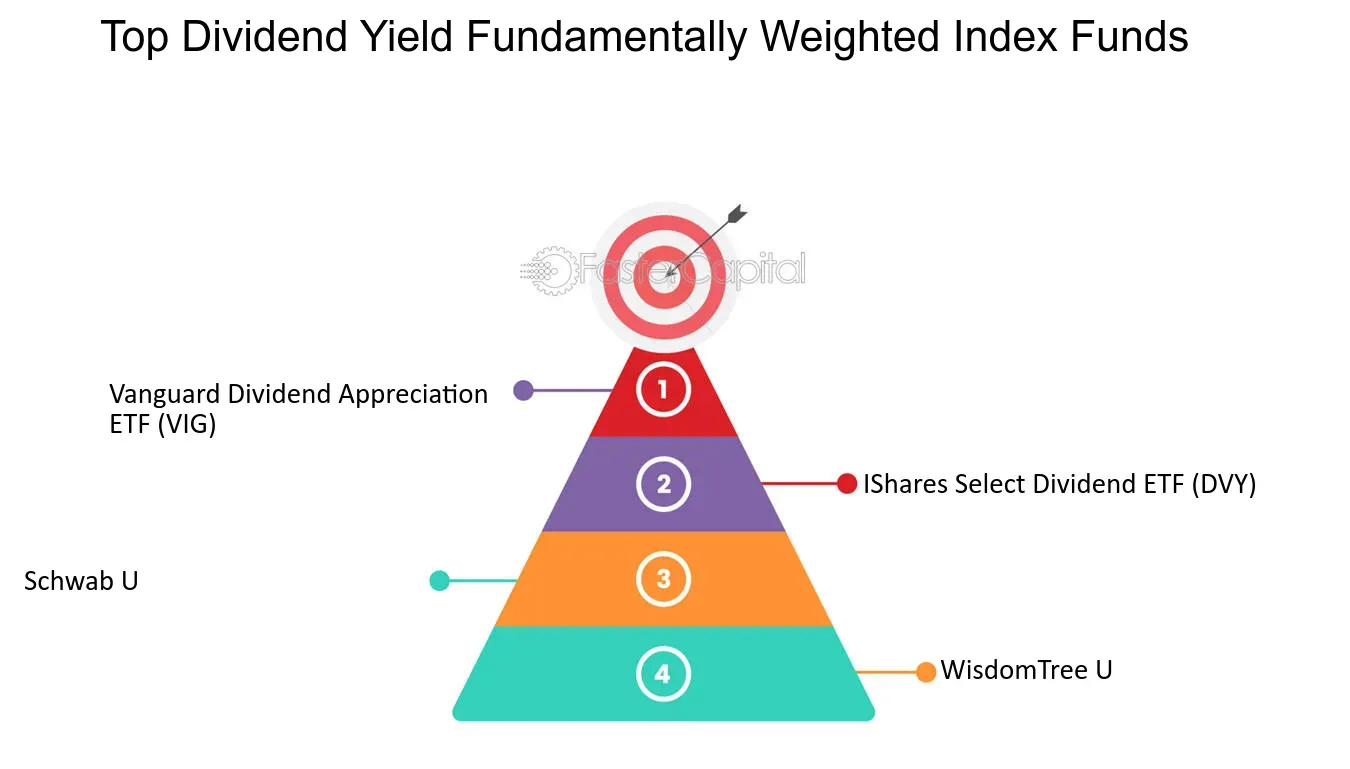 Top Dividend Yield Fundamentally Weighted Index Funds
FasterCapital
1
Vanguard Dividend Appreciation
ETF (VIG)
2
IShares Select Dividend ETF (DVY)
3
Schwab U
4
WisdomTree U